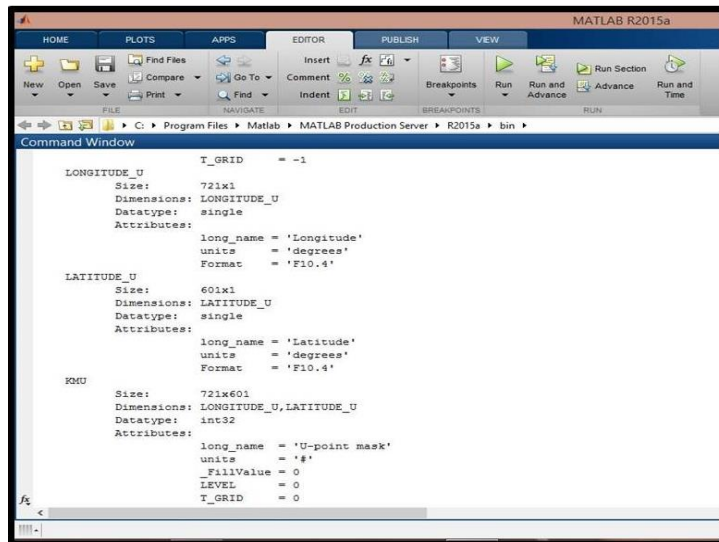 MATLAB R2015a
HOME PLOTS APPS EDITOR PUBLISH VIEW
New Open Save Find Files Compare Print Go To Find Insert fx Comment % Indent Breakpoints Run Run and Advance Run Section Advance Run and Time
FILE NAVIGATE EDIT BREAKPOINTS RUN
C: Program Files Matlab MATLAB Production Server R2015a bin
Command Window
T_GRID = -1
LONGITUDE_U
Size: 721x1
Dimensions: LONGITUDE_U
Datatype: single
Attributes:
long_name = 'Longitude'
units = 'degrees'
Format = 'F10.4'
LATITUDE_U
Size: 601x1
Dimensions: LATITUDE_U
Datatype: single
Attributes:
long_name = 'Latitude'
units = 'degrees'
Format = 'F10.4'
KMU
Size: 721x601
Dimensions: LONGITUDE_U,LATITUDE_U
Datatype: int32
Attributes:
long_name = 'U-point mask'
units = '#'
_FillValue = 0
LEVEL = 0
fx T_GRID = 0